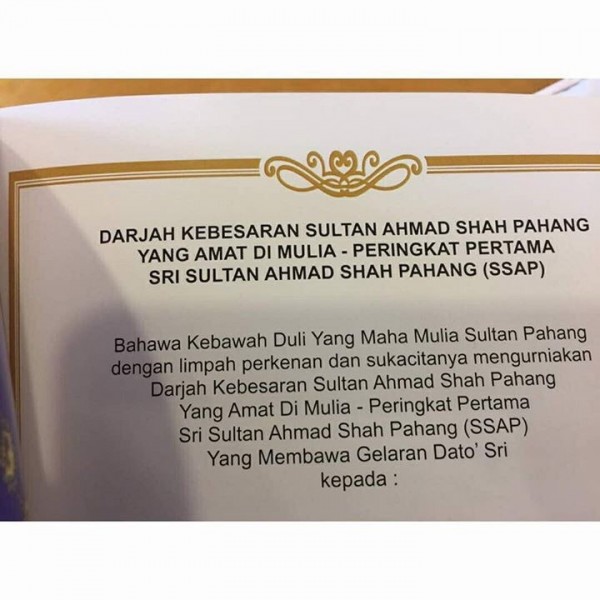 DARJAH KEBESARAN SULTAN AHMAD SHAH PAHANG
YANG AMAT DI MULIA - PERINGKAT PERTAMA
SRI SULTAN AHMAD SHAH PAHANG (SSAP)
Bahawa Kebawah Duli Yang Maha Mulia Sultan Pahang
dengan limpah perkenan dan sukacitanya mengurniakan
Darjah Kebesaran Sultan Ahmad Shah Pahang
Yang Amat Di Mulia - Peringkat Pertama
Sri Sultan Ahmad Shah Pahang (SSAP)
Yang Membawa Gelaran Dato' Sri
kepada :